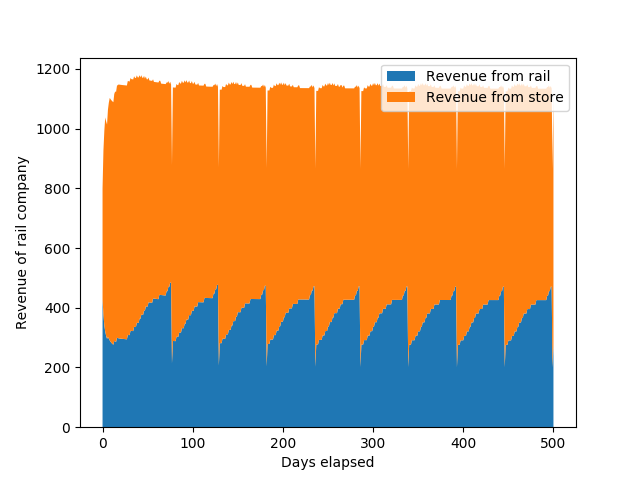 Revenue from rail
Revenue from store
1200
1000
800
600
400
200
0
Revenue of rail company
0 100 200 300 400 500
Days elapsed